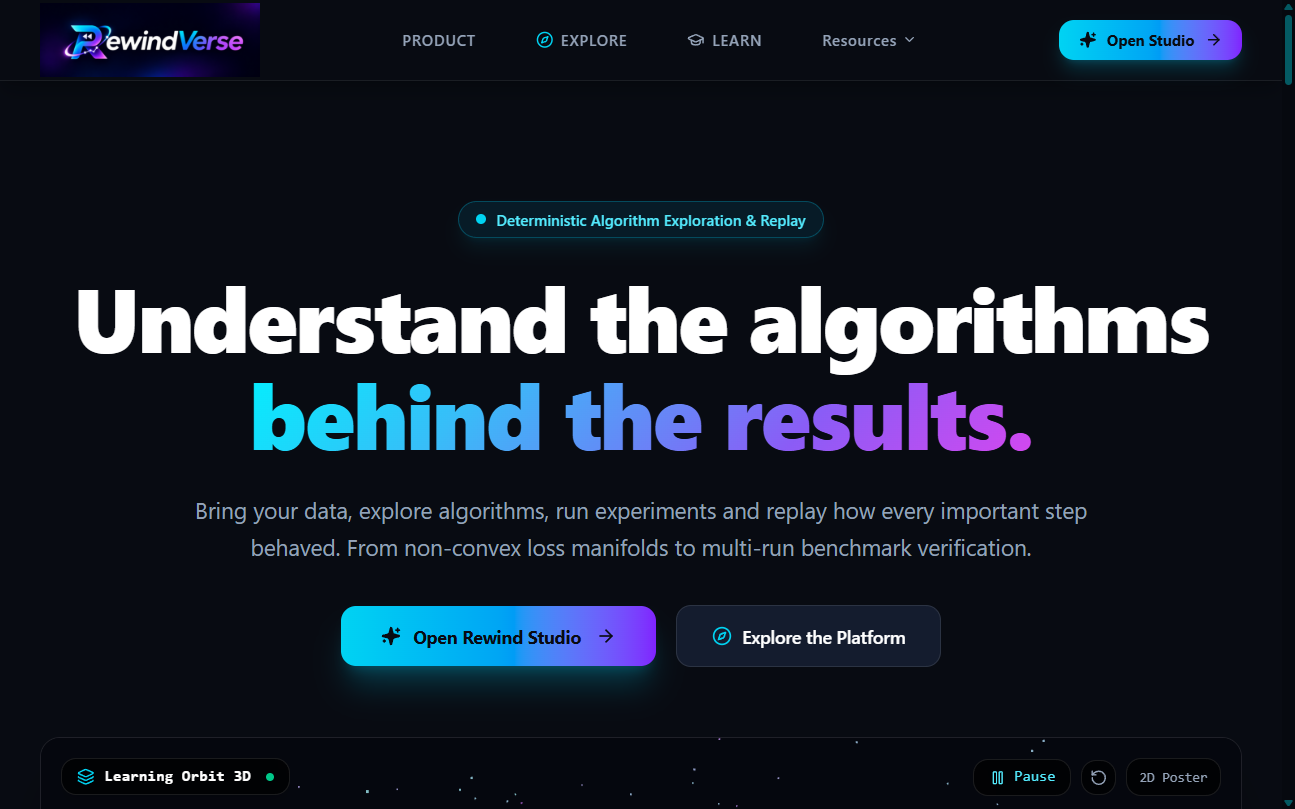 RewindVerse
PRODUCT
EXPLORE
LEARN
Resources
Open Studio
Deterministic Algorithm Exploration & Replay
Understand the algorithms
behind the results.
Bring your data, explore algorithms, run experiments and replay how every important step
behaved. From non-convex loss manifolds to multi-run benchmark verification.
Open Rewind Studio
Explore the Platform
Learning Orbit 3D
Pause
2D Poster